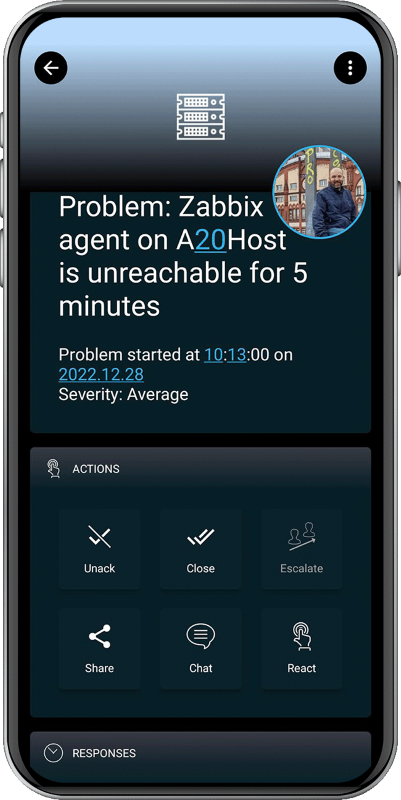 Problem: Zabbix
agent on A20Host
is unreachable for 5
minutes
Problem started at 10:13:00 on
2022.12.28
Severity: Average
ACTIONS
Unack
Close
Escalate
Share
Chat
React
RESPONSES